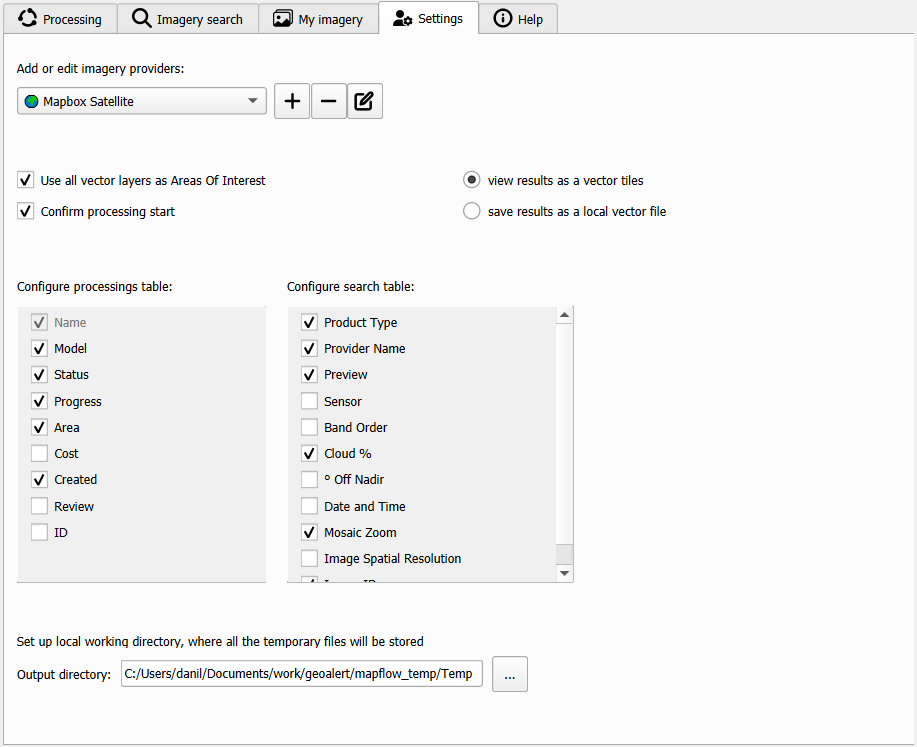 Processing Imagery search My imagery Settings Help
Add or edit imagery providers:
Mapbox Satellite
Use all vector layers as Areas Of Interest
view results as a vector tiles
Confirm processing start
save results as a local vector file
Configure processings table:
Name
Model
Status
Progress
Area
Cost
Created
Review
ID
Configure search table:
Product Type
Provider Name
Preview
Sensor
Band Order
Cloud %
° Off Nadir
Date and Time
Mosaic Zoom
Image Spatial Resolution
Set up local working directory, where all the temporary files will be stored
Output directory: C:/Users/danil/Documents/work/geoalert/mapflow_temp/Temp ...